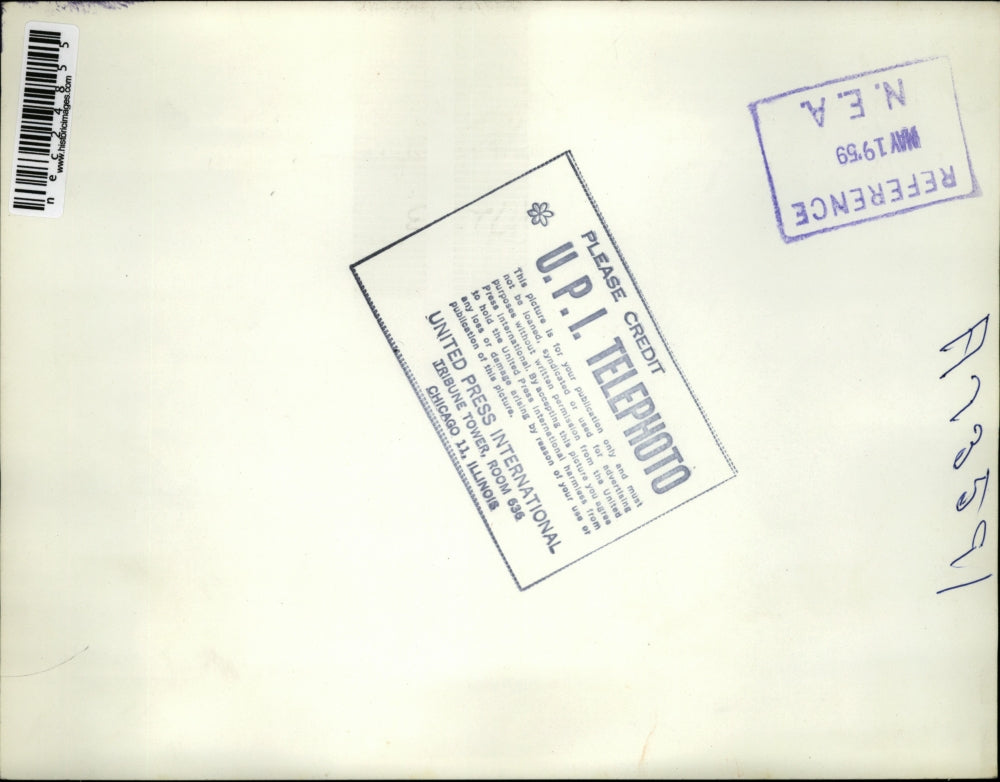 nec24855
www.historicimages.com
REFERENCE
MAY 19'59
N.E.A.
PLEASE CREDIT
U.P.I. TELEPHOTO
This picture is for your publication only and must
not be loaned, syndicated or used for advertising
purposes without written permission from the United
Press International. By accepting this picture you agree
to hold the United Press International harmless from
any loss or damage arising by reason of your use or
publication of this picture.
UNITED PRESS INTERNATIONAL
TRIBUNE TOWER, ROOM 636
CHICAGO 11, ILLINOIS